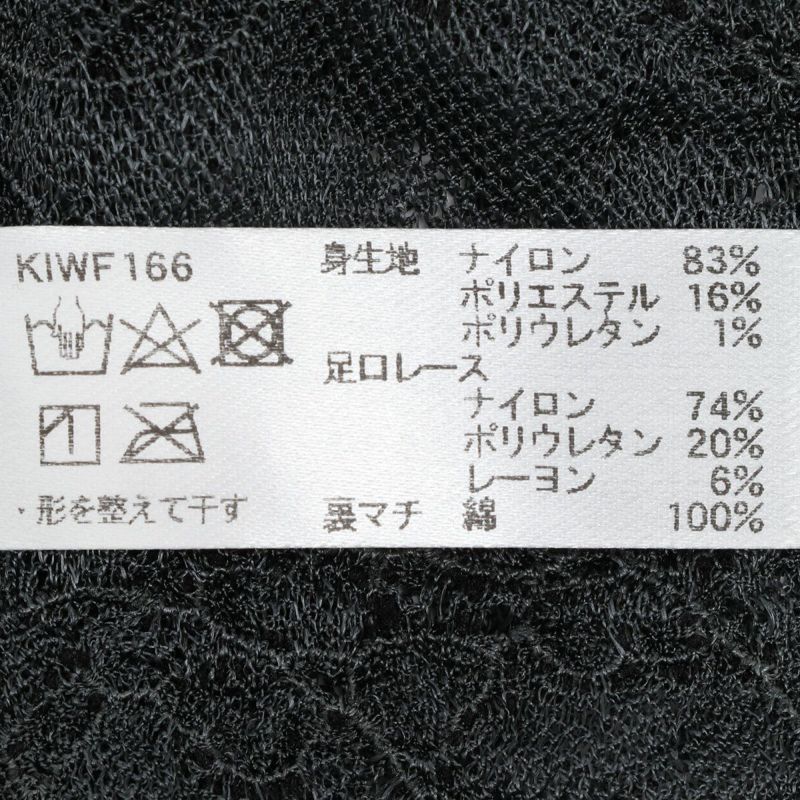 KIWF166
身生地 ナイロン 83%
ポリエステル 16%
ポリウレタン 1%
足口レース
ナイロン 74%
ポリウレタン 20%
レーヨン 6%
裏マチ 綿 100%
・形を整えて干す